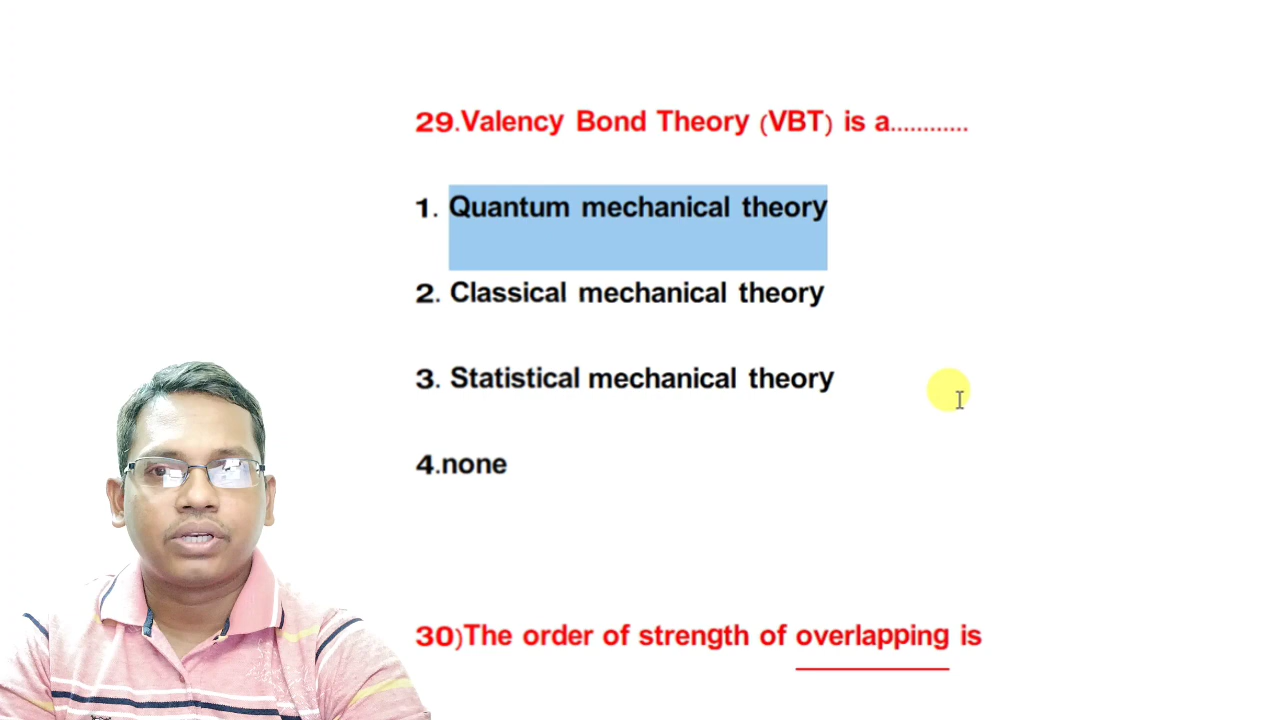 29.Valency Bond Theory (VBT) is a............
1. Quantum mechanical theory
2. Classical mechanical theory
3. Statistical mechanical theory
4.none
30)The order of strength of overlapping is